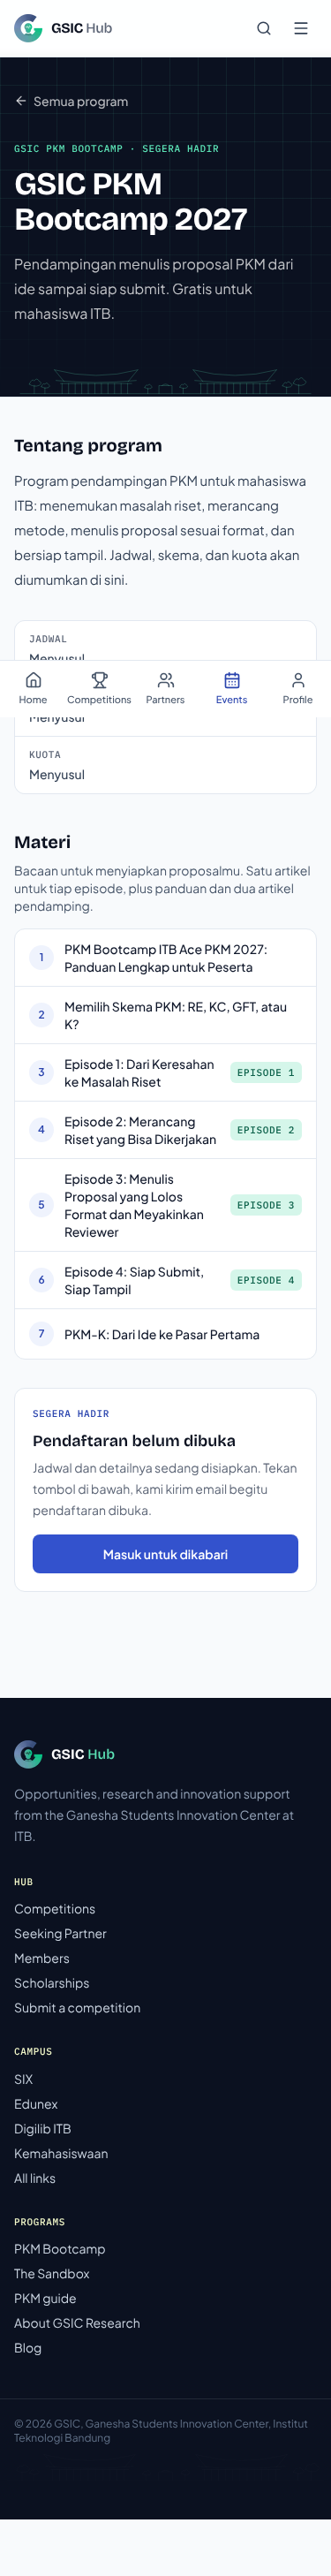 GSIC Hub
Semua program
GSIC PKM BOOTCAMP · SEGERA HADIR
GSIC PKM
Bootcamp 2027
Pendampingan menulis proposal PKM dari
ide sampai siap submit. Gratis untuk
mahasiswa ITB.
Tentang program
Program pendampingan PKM untuk mahasiswa
ITB: menemukan masalah riset, merancang
metode, menulis proposal sesuai format, dan
bersiap tampil. Jadwal, skema, dan kuota akan
diumumkan di sini.
JADWAL
Menyusul
Home
Competitions
Partners
Events
Profile
Menyusul
KUOTA
Menyusul
Materi
Bacaan untuk menyiapkan proposalmu. Satu artikel
untuk tiap episode, plus panduan dan dua artikel
pendamping.
1 PKM Bootcamp ITB Ace PKM 2027:
Panduan Lengkap untuk Peserta
2 Memilih Skema PKM: RE, KC, GFT, atau
K?
3 Episode 1: Dari Keresahan
ke Masalah Riset
EPISODE 1
4 Episode 2: Merancang
Riset yang Bisa Dikerjakan
EPISODE 2
5 Episode 3: Menulis
Proposal yang Lolos
Format dan Meyakinkan
Reviewer
EPISODE 3
6 Episode 4: Siap Submit,
Siap Tampil
EPISODE 4
7 PKM-K: Dari Ide ke Pasar Pertama
SEGERA HADIR
Pendaftaran belum dibuka
Jadwal dan detailnya sedang disiapkan. Tekan
tombol di bawah, kami kirim email begitu
pendaftaran dibuka.
Masuk untuk dikabari
GSIC Hub
Opportunities, research and innovation support
from the Ganesha Students Innovation Center at
ITB.
HUB
Competitions
Seeking Partner
Members
Scholarships
Submit a competition
CAMPUS
SIX
Edunex
Digilib ITB
Kemahasiswaan
All links
PROGRAMS
PKM Bootcamp
The Sandbox
PKM guide
About GSIC Research
Blog
© 2026 GSIC, Ganesha Students Innovation Center, Institut
Teknologi Bandung